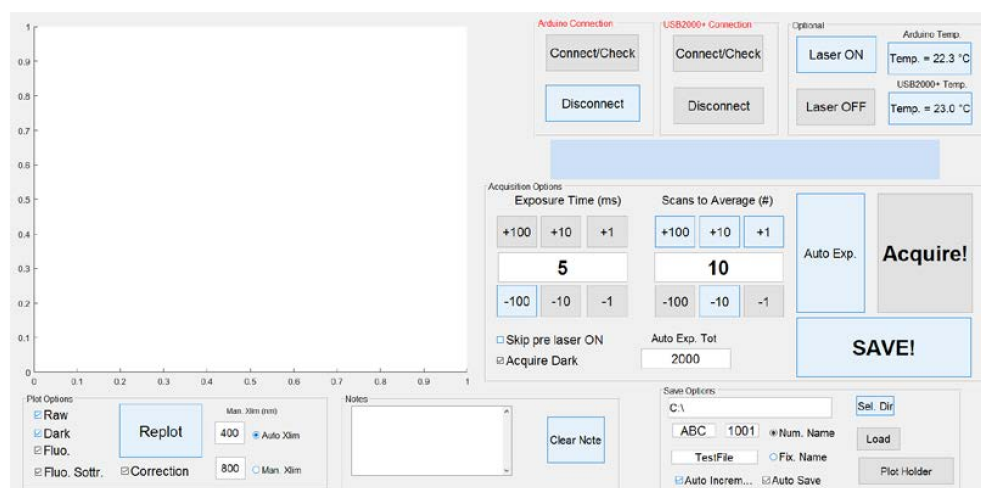 Arduino Connection
Connect/Check
Disconnect
USB2000+ Connection
Connect/Check
Disconnect
Optional
Laser ON
Laser OFF
Arduino Temp.
Temp. = 22.3 °C
USB2000+ Temp.
Temp. = 23.0 °C
1
0.9
0.8
0.7
0.6
0.5
0.4
0.3
0.2
0.1
0
0 0.1 0.2 0.3 0.4 0.5 0.6 0.7 0.8 0.9 1
Acquisition Options
Exposure Time (ms)
+100 +10 +1
5
-100 -10 -1
Scans to Average (#)
+100 +10 +1
10
-100 -10 -1
Skip pre laser ON
Acquire Dark
Auto Exp. Tot
2000
Auto Exp.
Acquire!
SAVE!
Plot Options
Raw
Dark
Fluo.
Fluo. Sottr.
Replot
Correction
Man. Xlim (nm)
400 Auto Xlim
800 Man. Xlim
Notes
Clear Note
Save Options
C:\
Sel. Dir
ABC 1001 Num. Name
Load
TestFile Fix. Name
Auto Increm... Auto Save
Plot Holder